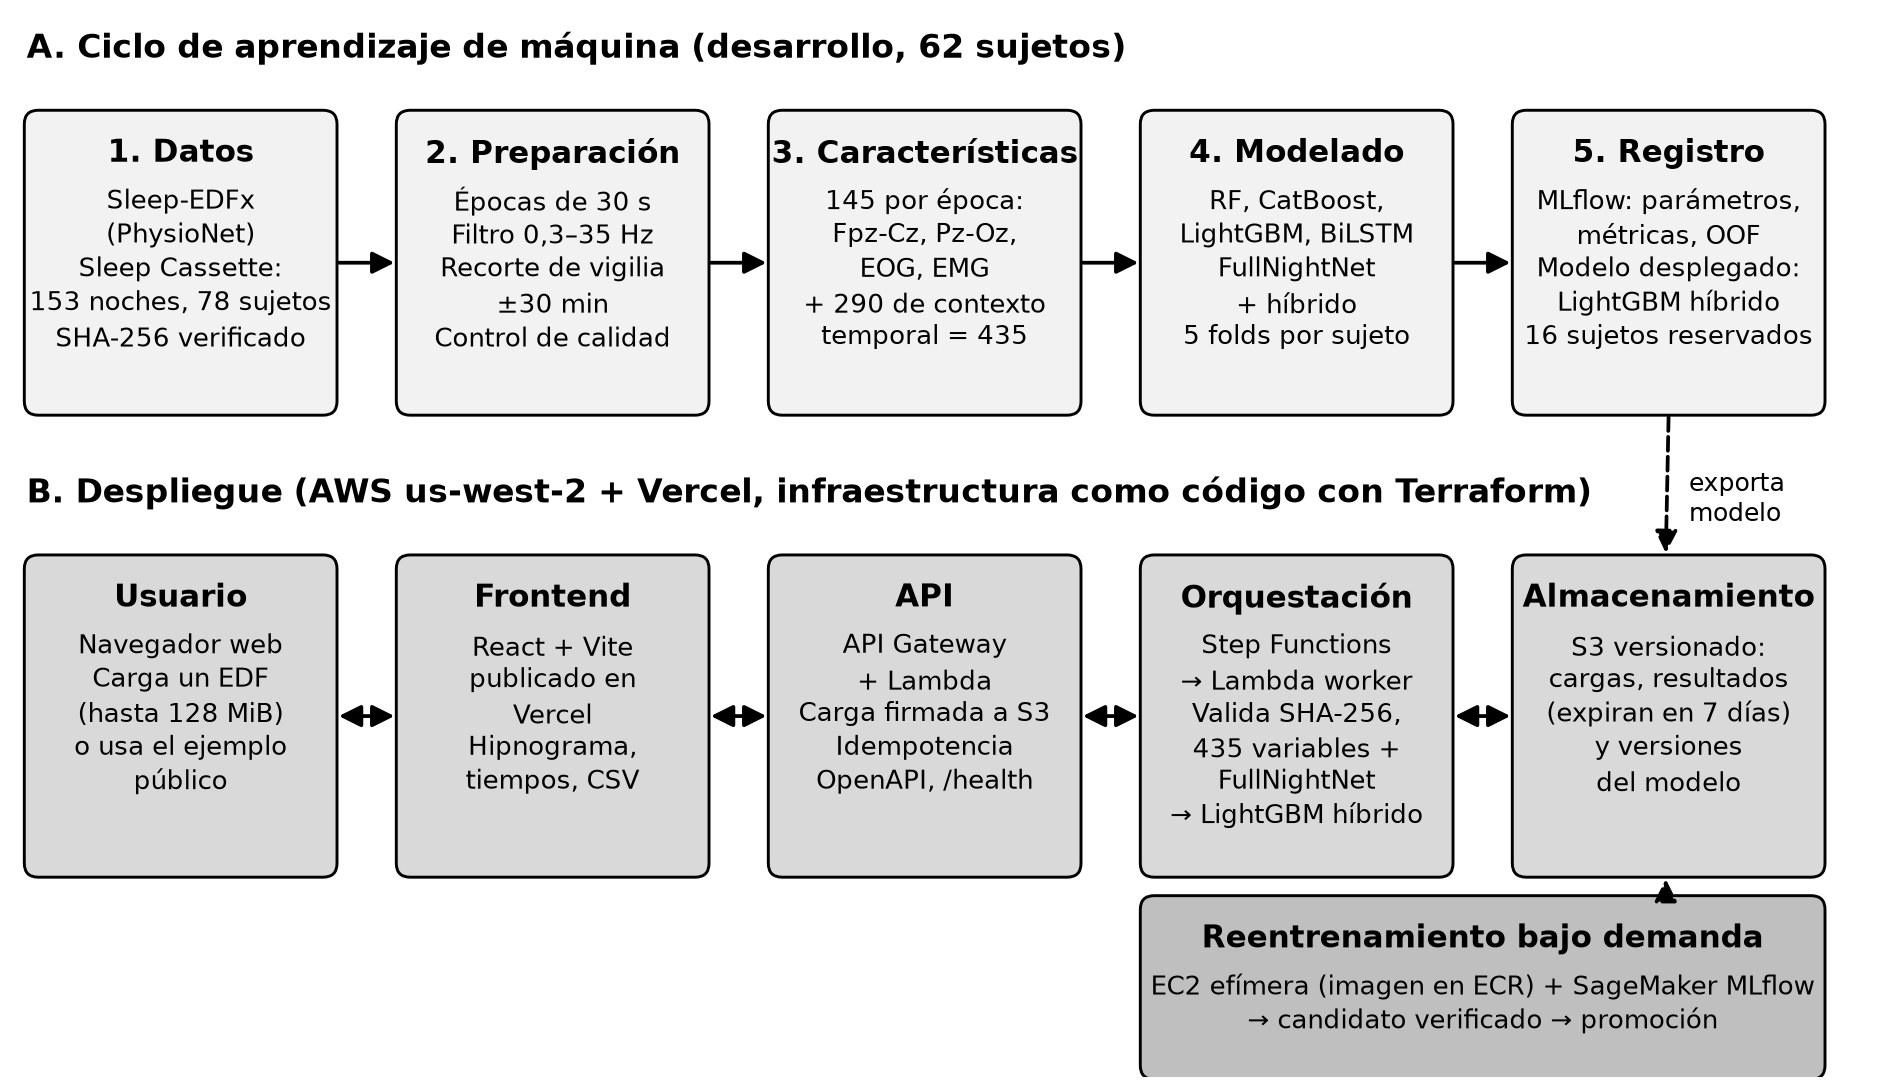 A. Ciclo de aprendizaje de máquina (desarrollo, 62 sujetos)
1. Datos
Sleep-EDFx
(PhysioNet)
Sleep Cassette:
153 noches, 78 sujetos
SHA-256 verificado
2. Preparación
Épocas de 30 s
Filtro 0,3–35 Hz
Recorte de vigilia
±30 min
Control de calidad
3. Características
145 por época:
Fpz-Cz, Pz-Oz,
EOG, EMG
+ 290 de contexto
temporal = 435
4. Modelado
RF, CatBoost,
LightGBM, BiLSTM
FullNightNet
+ híbrido
5 folds por sujeto
5. Registro
MLflow: parámetros,
métricas, OOF
Modelo desplegado:
LightGBM híbrido
16 sujetos reservados
exporta
modelo
B. Despliegue (AWS us-west-2 + Vercel, infraestructura como código con Terraform)
Usuario
Navegador web
Carga un EDF
(hasta 128 MiB)
o usa el ejemplo
público
Frontend
React + Vite
publicado en
Vercel
Hipnograma,
tiempos, CSV
API
API Gateway
+ Lambda
Carga firmada a S3
Idempotencia
OpenAPI, /health
Orquestación
Step Functions
→ Lambda worker
Valida SHA-256,
435 variables +
FullNightNet
→ LightGBM híbrido
Almacenamiento
S3 versionado:
cargas, resultados
(expiran en 7 días)
y versiones
del modelo
Reentrenamiento bajo demanda
EC2 efímera (imagen en ECR) + SageMaker MLflow
→ candidato verificado → promoción